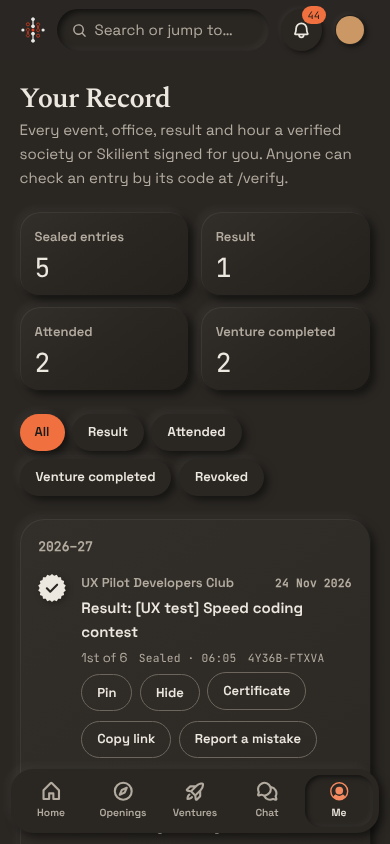 Search or jump to...
44
Your Record
Every event, office, result and hour a verified
society or Skilient signed for you. Anyone can
check an entry by its code at /verify.
Sealed entries
5
Result
1
Attended
2
Venture completed
2
All
Result
Attended
Venture completed
Revoked
2026-27
UX Pilot Developers Club
24 Nov 2026
Result: [UX test] Speed coding
contest
1st of 6 Sealed · 06:05 4Y36B-FTXVA
Pin
Hide
Certificate
Copy link
Report a mistake
Home
Openings
Ventures
Chat
Me